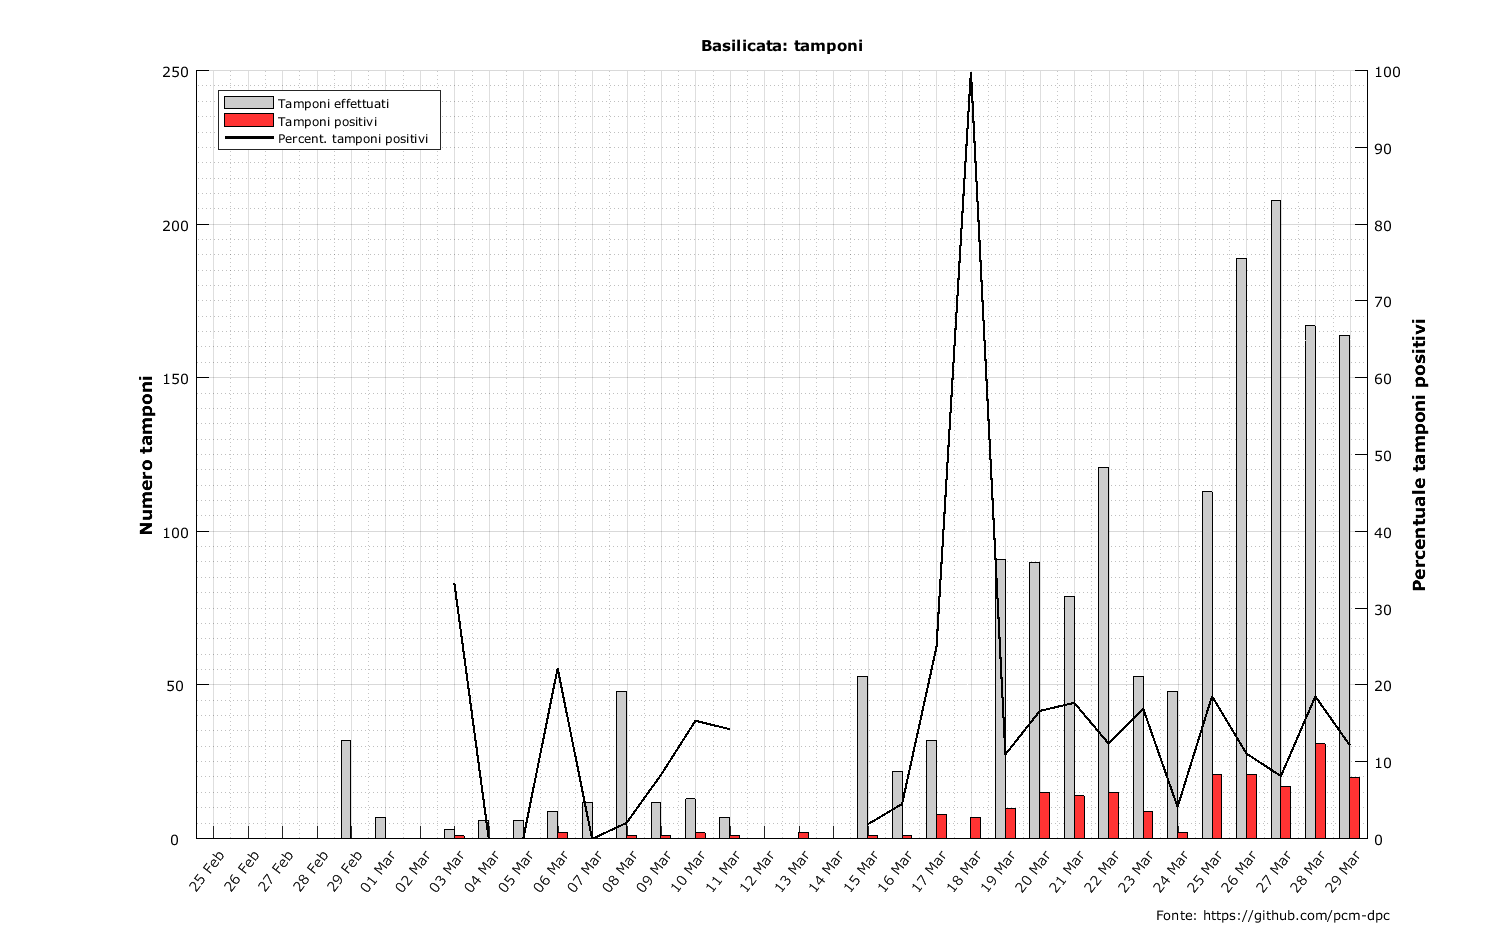 Basilicata: tamponi
Tamponi effettuati
Tamponi positivi
Percent. tamponi positivi
Numero tamponi
250
200
150
100
50
0
Percentuale tamponi positivi
100
90
80
70
60
50
40
30
20
10
0
25 Feb
26 Feb
27 Feb
28 Feb
29 Feb
01 Mar
02 Mar
03 Mar
04 Mar
05 Mar
06 Mar
07 Mar
08 Mar
09 Mar
10 Mar
11 Mar
12 Mar
13 Mar
14 Mar
15 Mar
16 Mar
17 Mar
18 Mar
19 Mar
20 Mar
21 Mar
22 Mar
23 Mar
24 Mar
25 Mar
26 Mar
27 Mar
28 Mar
29 Mar
Fonte: https://github.com/pcm-dpc